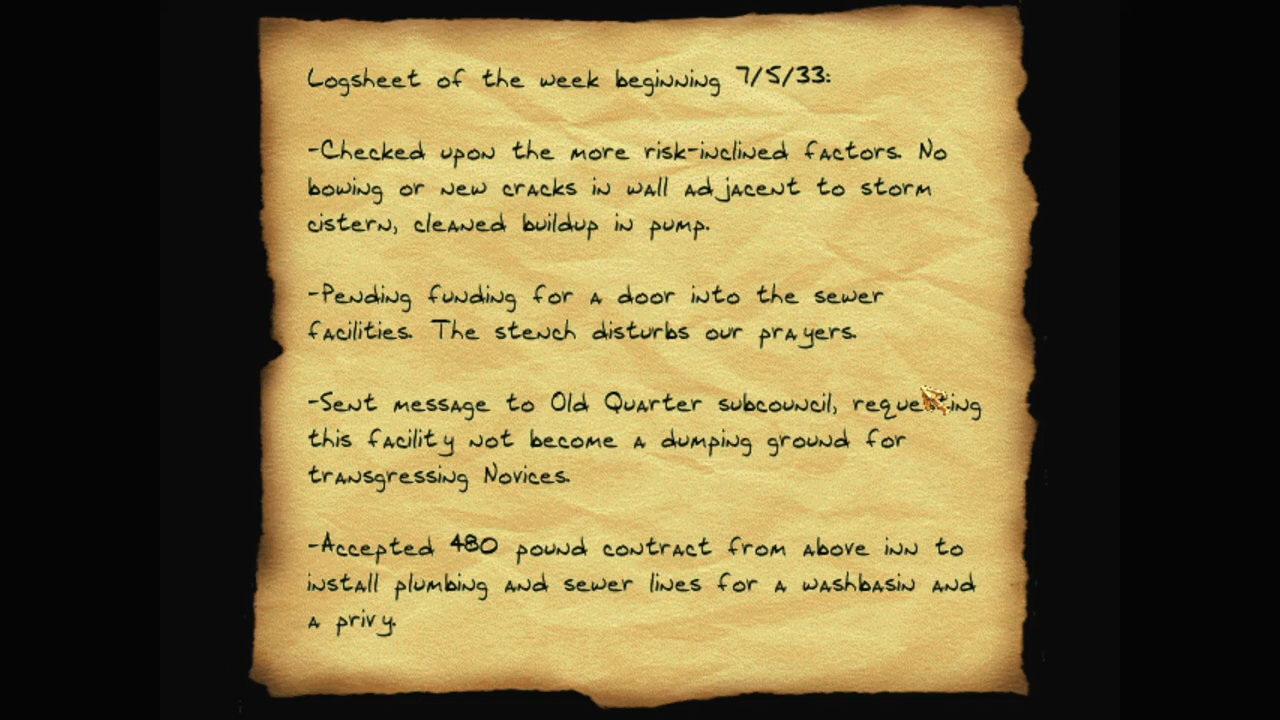 Logsheet of the week beginning 7/5/33:
-Checked upon the more risk-inclined factors. No
bowing or new cracks in wall adjacent to storm
cistern, cleaned buildup in pump.
-Pending funding for a door into the sewer
facilities. The stench disturbs our prayers.
-Sent message to Old Quarter subcouncil,
this facility not become a dumping ground for
transgressing Novices.
-Accepted 480 pound contract from above inn to
install plumbing and sewer lines for a washbasin and
a privy.